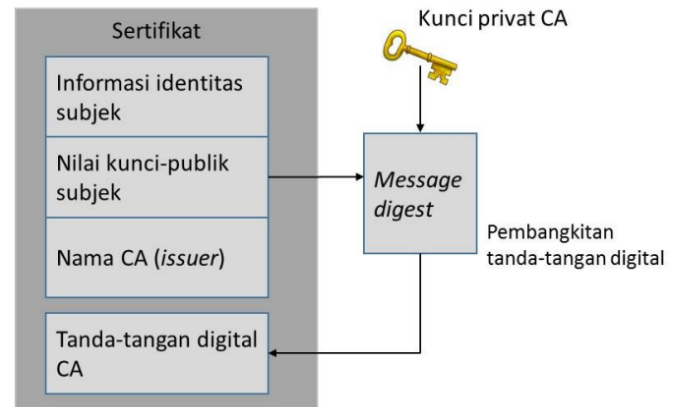 Sertifikat
Informasi identitas
subjek
Nilai kunci-publik
subjek
Nama CA (issuer)
Tanda-tangan digital
CA
Kunci privat CA
Message
digest
Pembangkitan
tanda-tangan digital